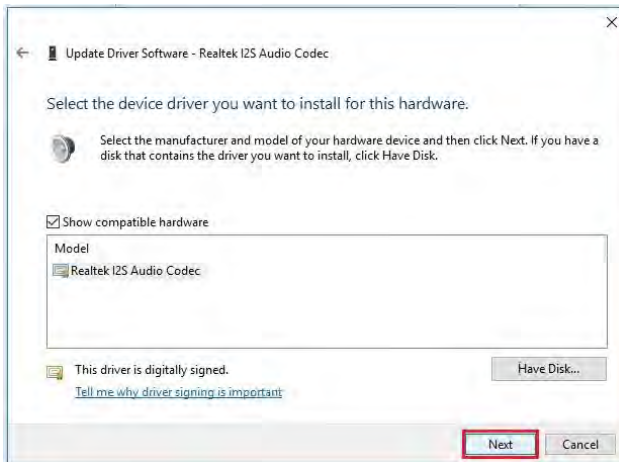 Update Driver Software - Realtek I2S Audio Codec
Select the device driver you want to install for this hardware.
Select the manufacturer and model of your hardware device and then click Next. If you have a
disk that contains the driver you want to install, click Have Disk.
Show compatible hardware
Model
Realtek I2S Audio Codec
This driver is digitally signed.
Have Disk...
Tell me why driver signing is important
Next
Cancel